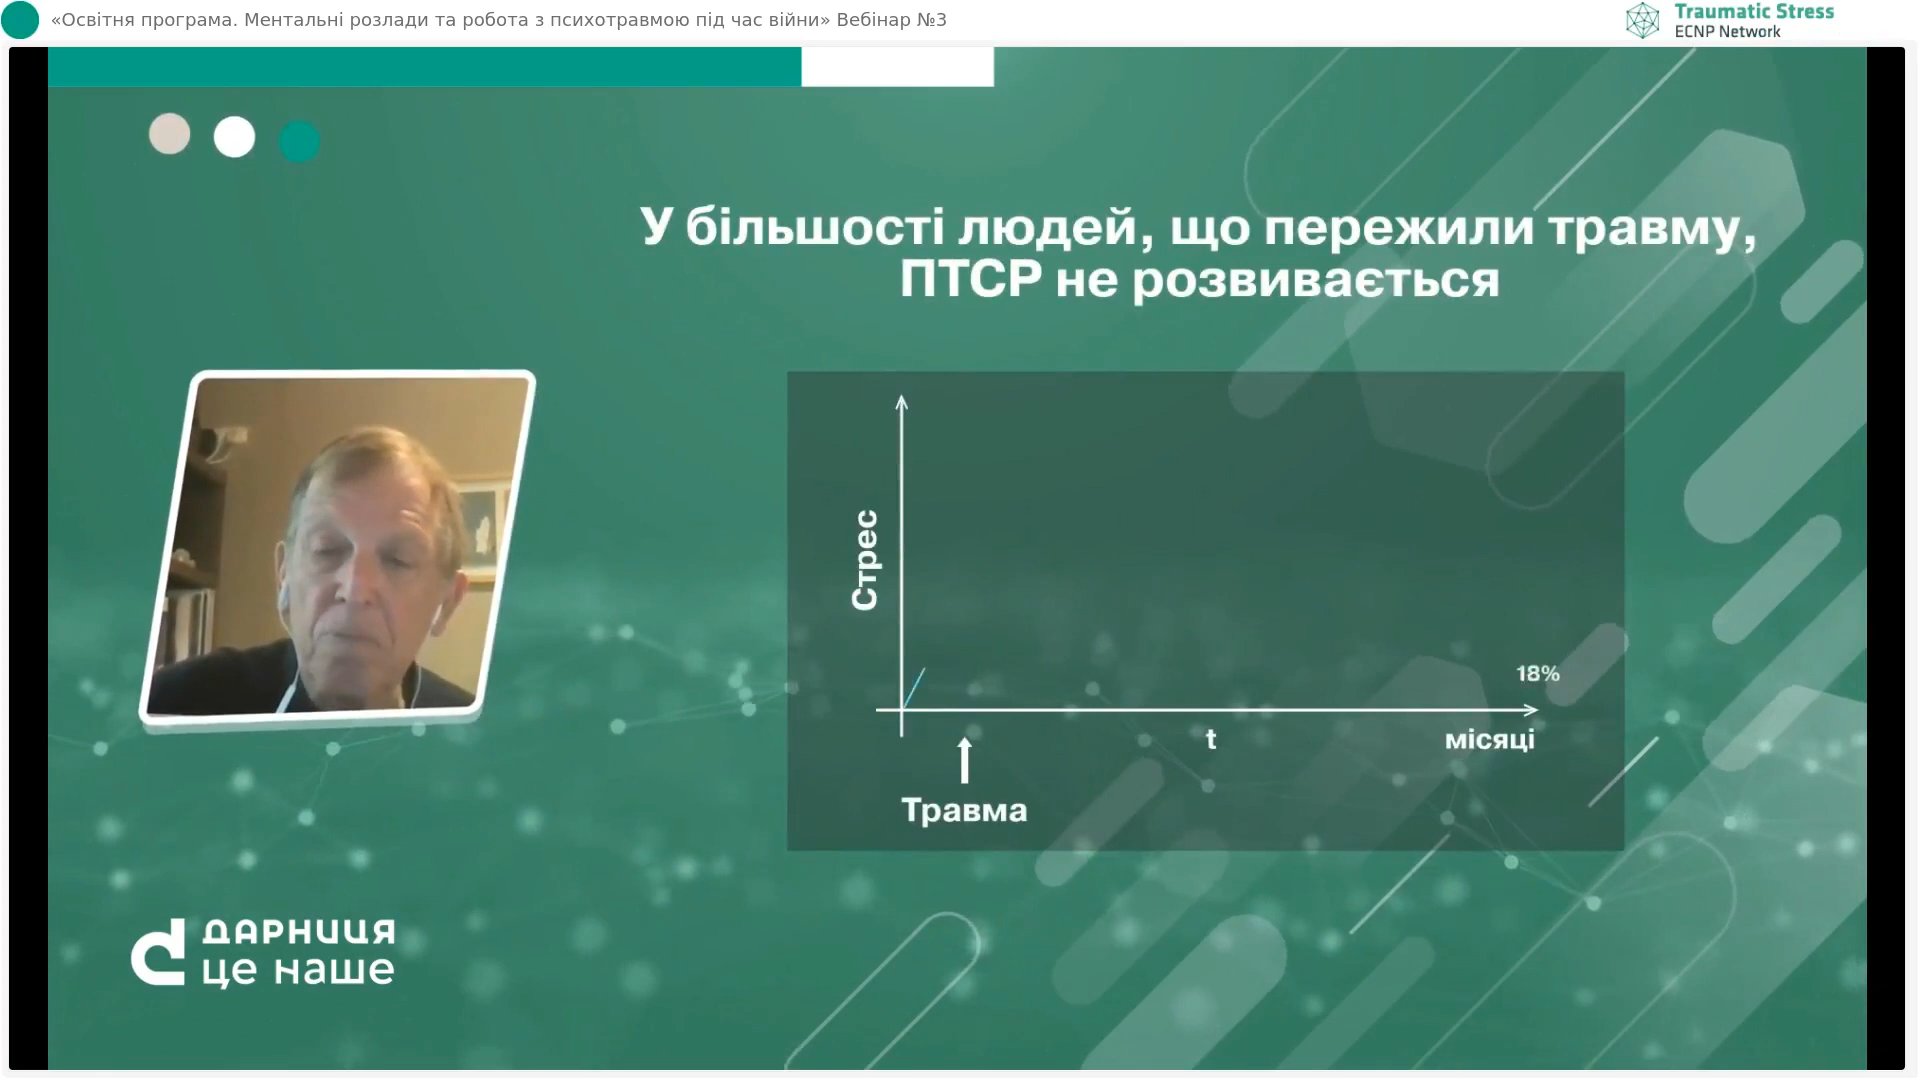 «Освітня програма. Ментальні розлади та робота з психотравмою під час війни» Вебінар №3
Traumatic Stress
ECNP Network
У більшості людей, що пережили травму,
ПТСР не розвивається
Стрес
18%
t
місяці
Травма
ДАРНИЦЯ
це наше